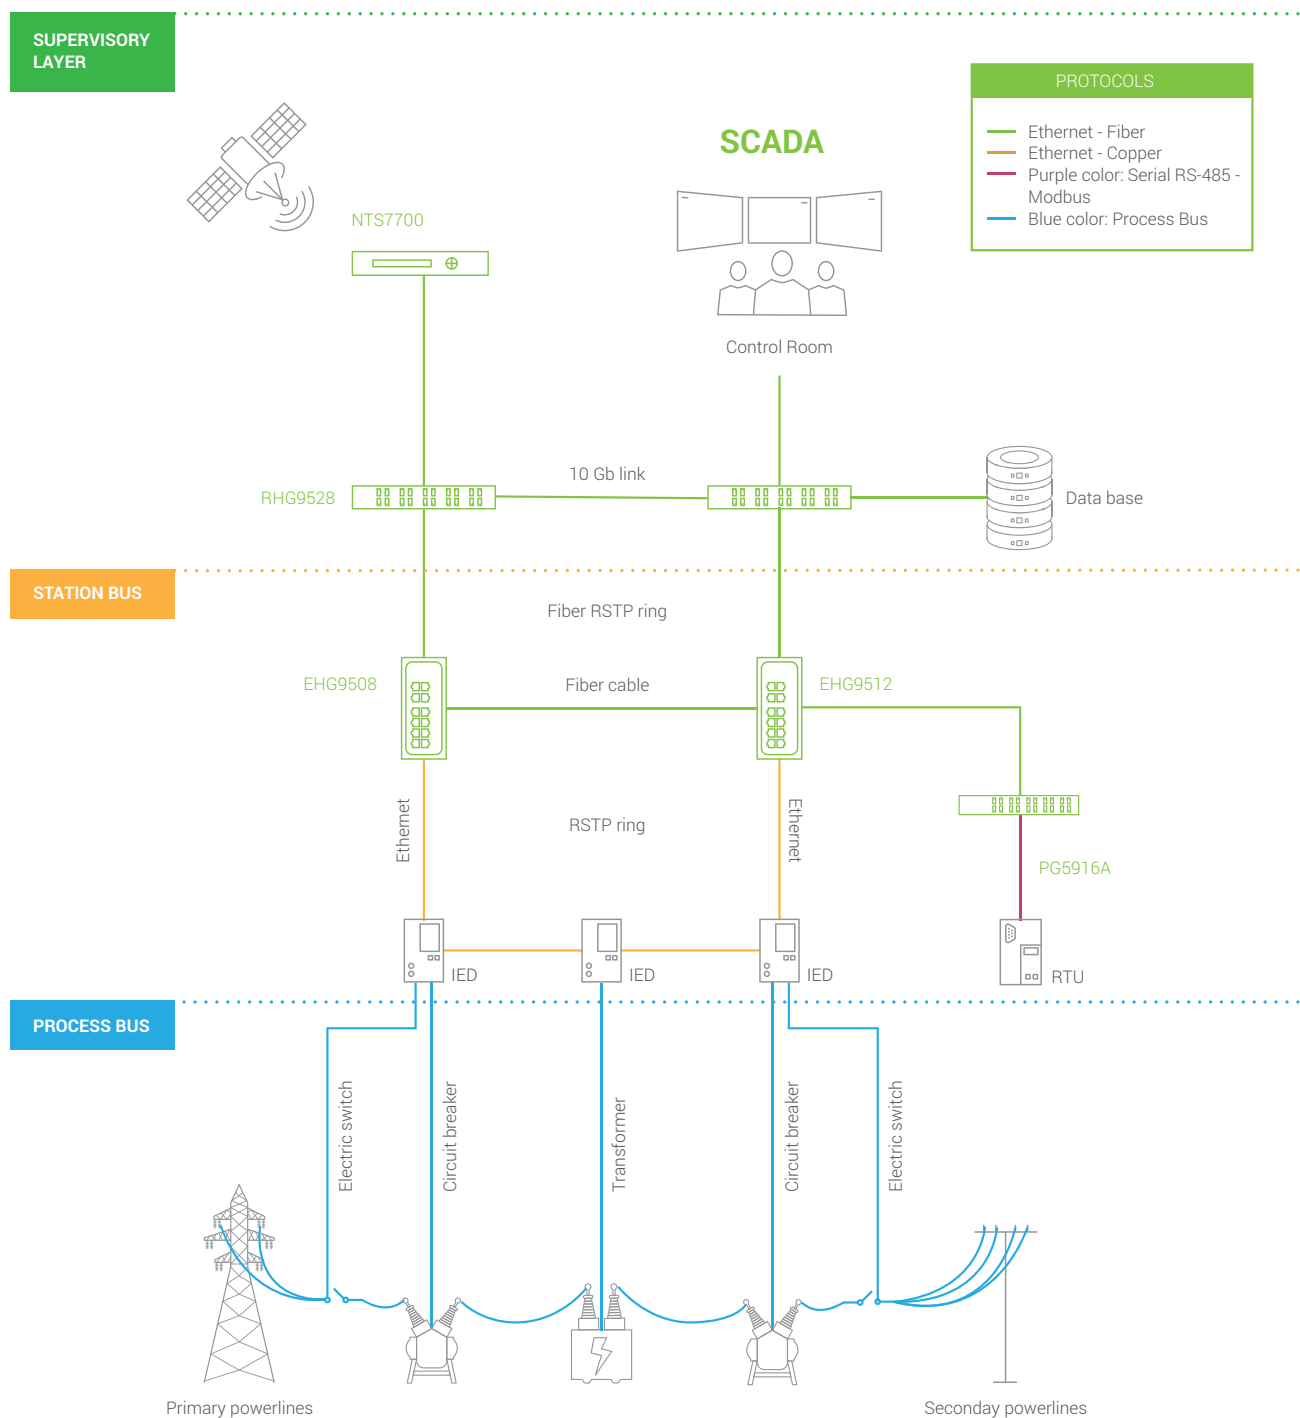 SUPERVISORY
LAYER
PROTOCOLS
Ethernet - Fiber
Ethernet - Copper
Purple color: Serial RS-485 -
Modbus
Blue color: Process Bus
SCADA
NTS7700
Control Room
10 Gb link
RHG9528
Data base
STATION BUS
Fiber RSTP ring
EHG9508
Fiber cable
EHG9512
Ethernet
RSTP ring
Ethernet
PG5916A
IED
IED
IED
RTU
PROCESS BUS
Electric switch
Circuit breaker
Transformer
Circuit breaker
Electric switch
Primary powerlines
Seconday powerlines